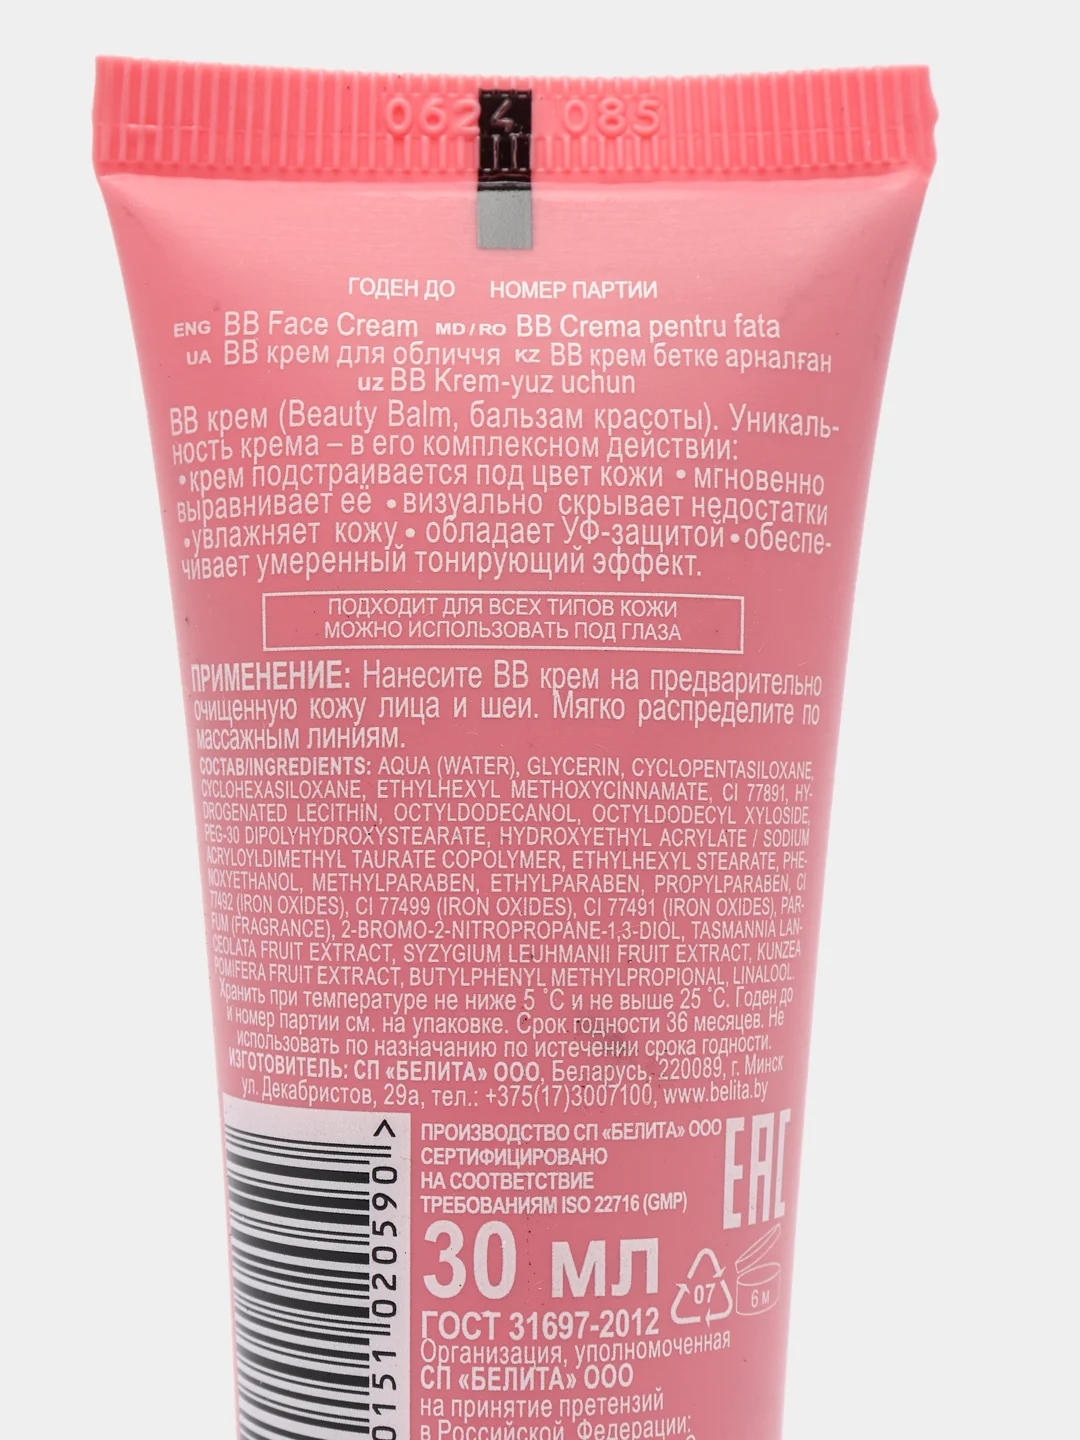 0624 085
ГОДЕН ДО НОМЕР ПАРТИИ
ENG BB Face Cream MD/RO BB Crema pentru fata
UA ВВ крем для обличчя KZ ВВ крем бетке арналған
UZ BB Krem-yuz uchun
ВВ крем (Beauty Balm, бальзам красоты). Уникаль-
ность крема – в его комплексном действии:
•крем подстраивается под цвет кожи • мгновенно
выравнивает её •визуально скрывает недостатки
•увлажняет кожу • обладает УФ-защитой •обеспе-
чивает умеренный тонирующий эффект.
ПОДХОДИТ ДЛЯ ВСЕХ ТИПОВ КОЖИ
МОЖНО ИСПОЛЬЗОВАТЬ ПОД ГЛАЗА
ПРИМЕНЕНИЕ: Нанесите ВВ крем на предварительно
очищенную кожу лица и шеи. Мягко распределите по
массажным линиям.
СОСТАВ/INGREDIENTS: AQUA (WATER), GLYCERIN, CYCLOPENTASILOXANE,
CYCLOHEXASILOXANE, ETHYLHEXYL METHOXYCINNAMATE, CI 77891, HY-
DROGENATED LECITHIN, OCTYLDODECANOL, OCTYLDODECYL XYLOSIDE,
PEG-30 DIPOLYHYDROXYSTEARATE, HYDROXYETHYL ACRYLATE / SODIUM
ACRYLOYLDIMETHYL TAURATE COPOLYMER, ETHYLHEXYL STEARATE, PHE-
NOXYETHANOL, METHYLPARABEN, ETHYLPARABEN, PROPYLPARABEN, CI
77492 (IRON OXIDES), CI 77499 (IRON OXIDES), CI 77491 (IRON OXIDES), PAR-
FUM (FRAGRANCE), 2-BROMO-2-NITROPROPANE-1,3-DIOL, TASMANNIA LAN-
CEOLATA FRUIT EXTRACT, SYZYGIUM LEUHMANII FRUIT EXTRACT, KUNZEA
POMIFERA FRUIT EXTRACT, BUTYLPHENYL METHYLPROPIONAL, LINALOOL.
Хранить при температуре не ниже 5 °C и не выше 25 °C. Годен до
и номер партии см. на упаковке. Срок годности 36 месяцев. Не
использовать по назначанию по истечении срока годности.
ИЗГОТОВИТЕЛЬ: СП «БЕЛИТА» ООО, Беларусь, 220089, г. Минск
ул. Декабристов, 29а, тел.: +375(17)3007100, www.belita.by
ПРОИЗВОДСТВО СП «БЕЛИТА» ООО
СЕРТИФИЦИРОВАНО
НА СООТВЕТСТВИЕ
ТРЕБОВАНИЯМ ISO 22716 (GMP)
EAC
30 мл
07
6 м
ГОСТ 31697-2012
Организация, уполномоченная
СП «БЕЛИТА» ООО
на принятие претензий
в Российской Федерации:
0151 020590 >